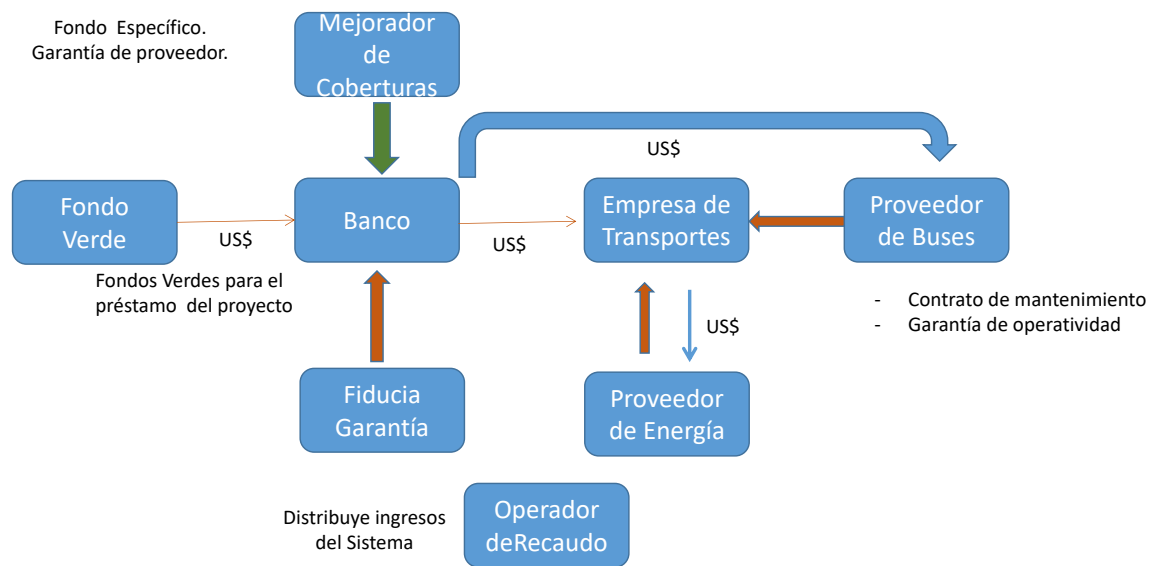 Fondo Específico.
Garantía de proveedor.
Mejorador
de
Coberturas
US$
Fondo
Verde
US$
Banco
US$
Empresa de
Transportes
Proveedor
de Buses
Fondos Verdes para el
préstamo del proyecto
- Contrato de mantenimiento
- Garantía de operatividad
US$
Fiducia
Garantía
Proveedor
de Energía
Distribuye ingresos
del Sistema
Operador
deRecaudo